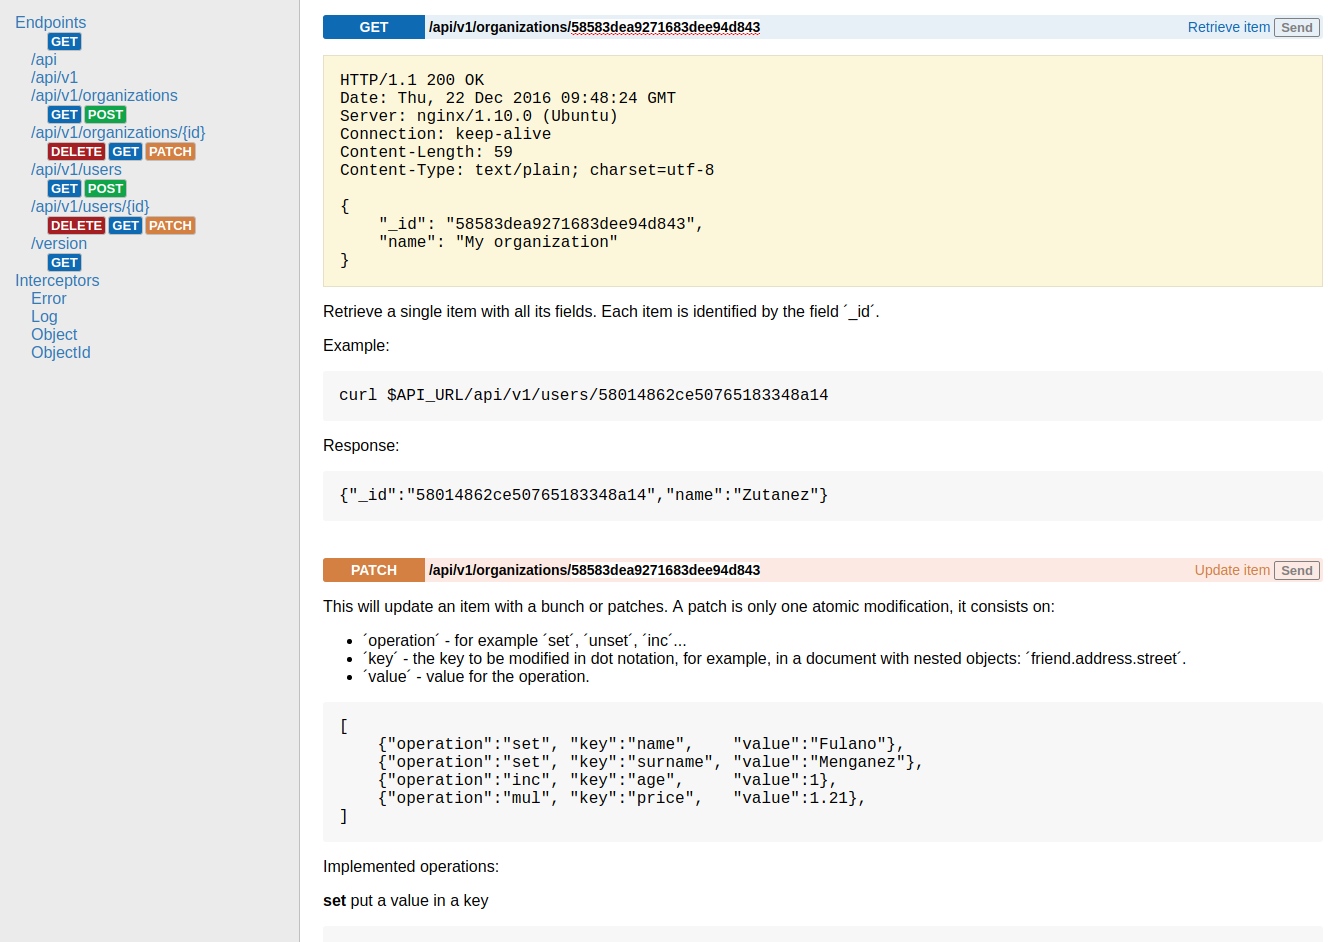 Endpoints
GET
/api
/api/v1
/api/v1/organizations
GET POST
/api/v1/organizations/{id}
DELETE GET PATCH
/api/v1/users
GET POST
/api/v1/users/{id}
DELETE GET PATCH
/version
GET
Interceptors
Error
Log
Object
ObjectId
GET /api/v1/organizations/58583dea9271683dee94d843 Retrieve item Send
HTTP/1.1 200 OK
Date: Thu, 22 Dec 2016 09:48:24 GMT
Server: nginx/1.10.0 (Ubuntu)
Connection: keep-alive
Content-Length: 59
Content-Type: text/plain; charset=utf-8
{
    "_id": "58583dea9271683dee94d843",
    "name": "My organization"
}
Retrieve a single item with all its fields. Each item is identified by the field ´_id´.
Example:
curl $API_URL/api/v1/users/58014862ce50765183348a14
Response:
{"_id":"58014862ce50765183348a14","name":"Zutanez"}
PATCH /api/v1/organizations/58583dea9271683dee94d843 Update item Send
This will update an item with a bunch or patches. A patch is only one atomic modification, it consists on:
• ´operation´ - for example ´set´, ´unset´, ´inc´...
• ´key´ - the key to be modified in dot notation, for example, in a document with nested objects: ´friend.address.street´.
• ´value´ - value for the operation.
[
    {"operation":"set", "key":"name",    "value":"Fulano"},
    {"operation":"set", "key":"surname", "value":"Menganez"},
    {"operation":"inc", "key":"age",     "value":1},
    {"operation":"mul", "key":"price",   "value":1.21},
]
Implemented operations:
set put a value in a key